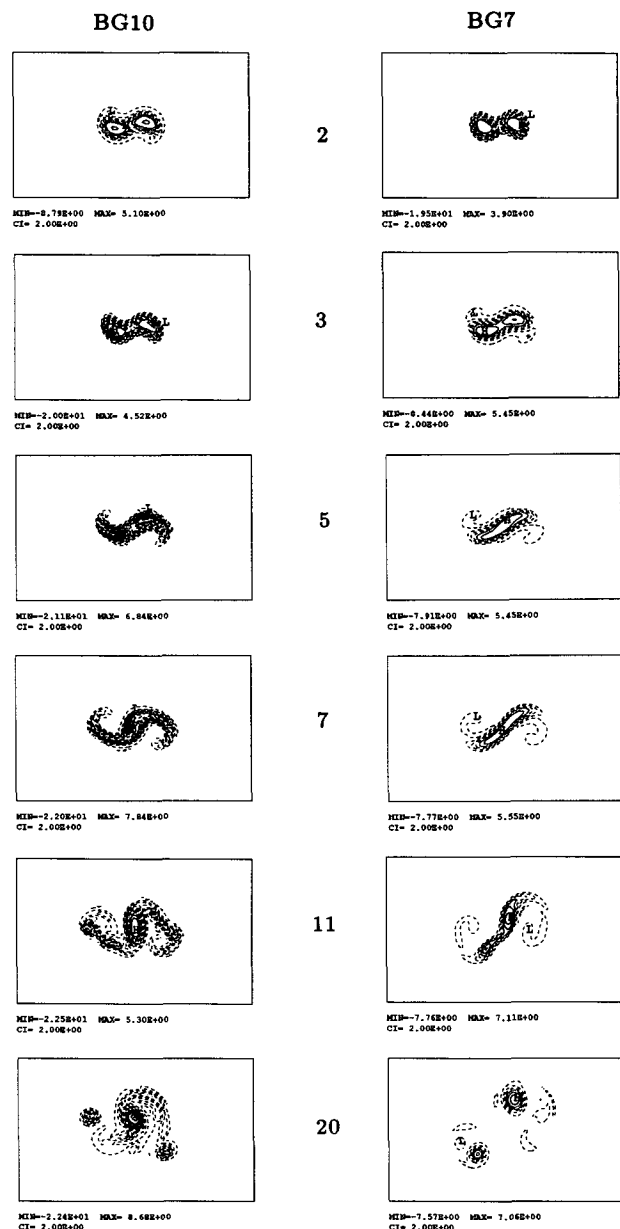 BG10 BG7
2
MIN=-8.79E+00 MAX= 5.10E+00
CI= 2.00E+00
L
MIN=-1.95E+01 MAX= 3.90E+00
CI= 2.00E+00
3
L
MIN=-2.00E+01 MAX= 4.52E+00
CI= 2.00E+00
MIN=-8.44E+00 MAX= 5.45E+00
CI= 2.00E+00
5
L
MIN=-2.11E+01 MAX= 6.84E+00
CI= 2.00E+00
L
MIN=-7.91E+00 MAX= 5.45E+00
CI= 2.00E+00
7
MIN=-2.20E+01 MAX= 7.84E+00
CI= 2.00E+00
L
MIN=-7.77E+00 MAX= 5.55E+00
CI= 2.00E+00
11
MIN=-2.25E+01 MAX= 5.30E+00
CI= 2.00E+00
L
MIN=-7.76E+00 MAX= 7.11E+00
CI= 2.00E+00
20
MIN=-2.24E+01 MAX= 8.68E+00
CI= 2.00E+00
L
MIN=-7.57E+00 MAX= 7.06E+00
CI= 2.00E+00